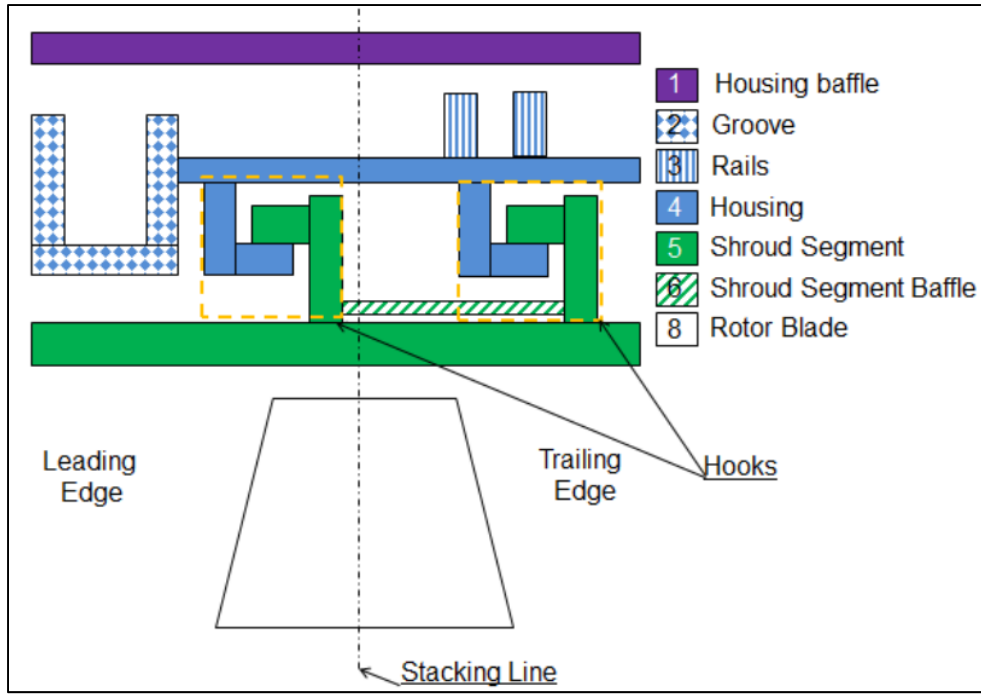 1 Housing baffle
2 Groove
3 Rails
4 Housing
5 Shroud Segment
6 Shroud Segment Baffle
8 Rotor Blade
Leading
Edge
Trailing
Edge
Hooks
Stacking Line